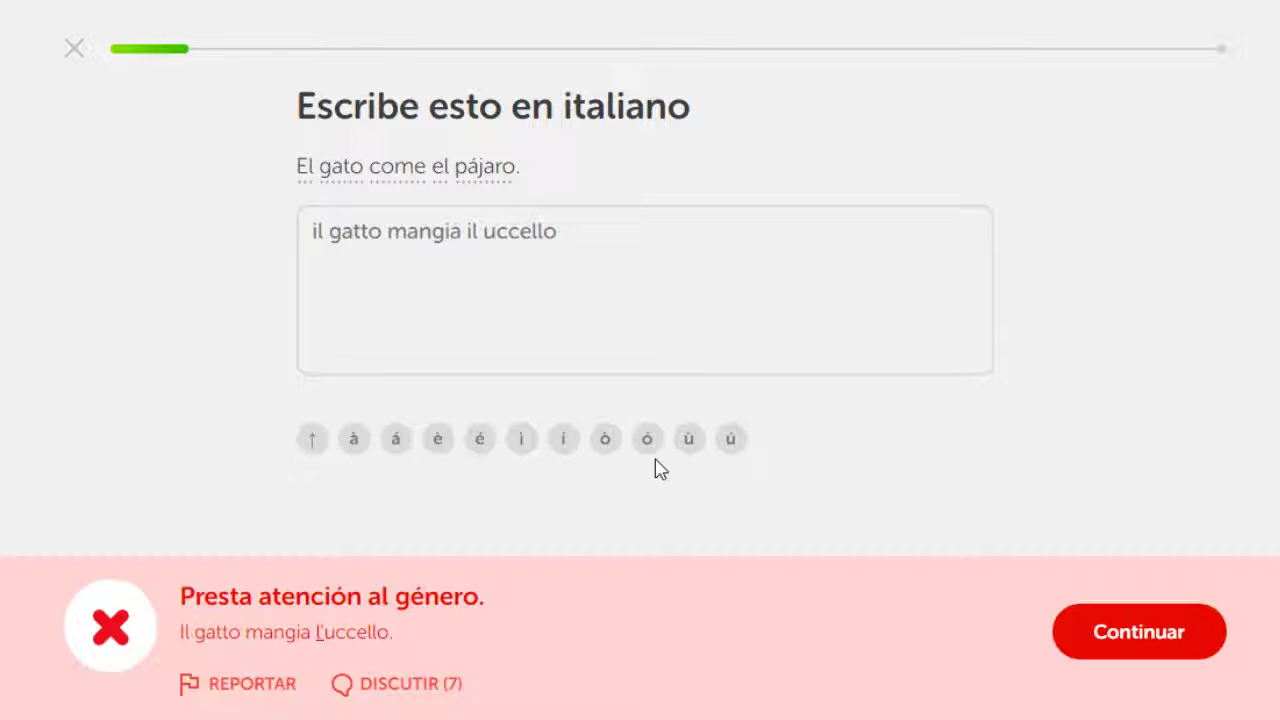 Escribe esto en italiano
El gato come el pájaro.
il gatto mangia il uccello
↑ à á è é ì í ò ó ù ú
Presta atención al género.
Il gatto mangia L'uccello.
Continuar
REPORTAR DISCUTIR (7)